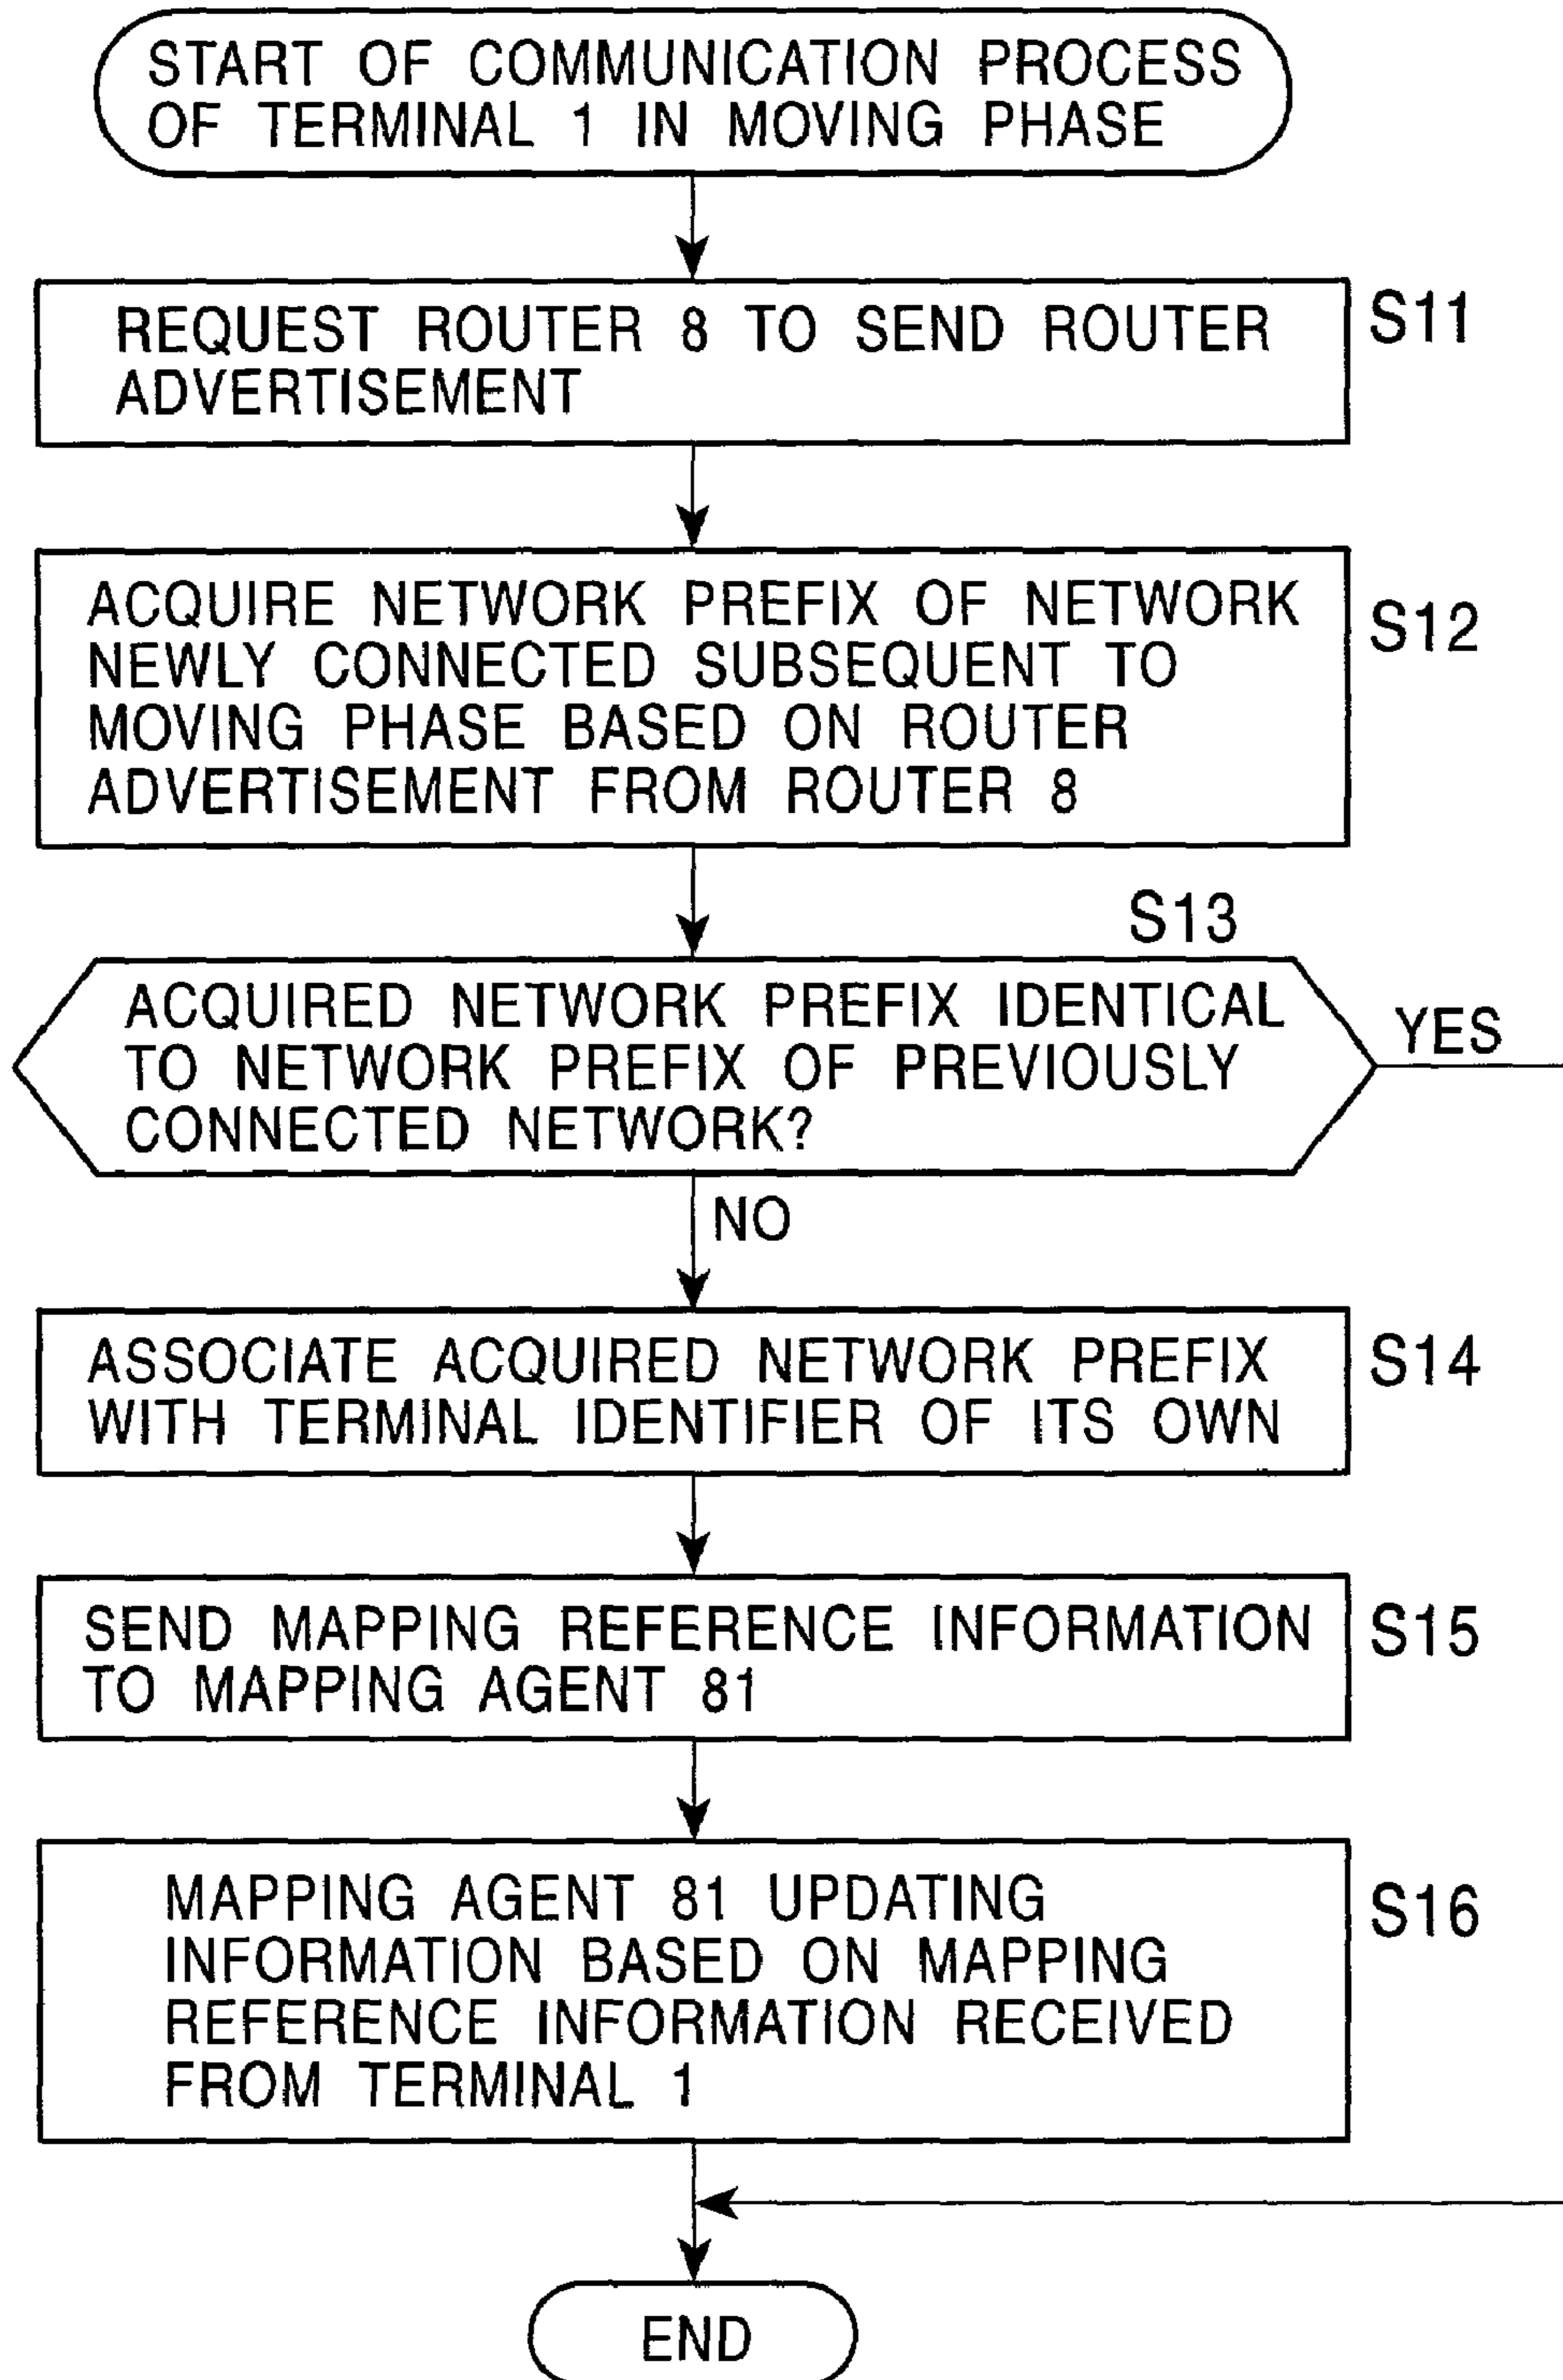 START OF COMMUNICATION PROCESS
OF TERMINAL 1 IN MOVING PHASE
REQUEST ROUTER 8 TO SEND ROUTER
ADVERTISEMENT
S11
ACQUIRE NETWORK PREFIX OF NETWORK
NEWLY CONNECTED SUBSEQUENT TO
MOVING PHASE BASED ON ROUTER
ADVERTISEMENT FROM ROUTER 8
S12
S13
ACQUIRED NETWORK PREFIX IDENTICAL
TO NETWORK PREFIX OF PREVIOUSLY
CONNECTED NETWORK?
YES
NO
ASSOCIATE ACQUIRED NETWORK PREFIX
WITH TERMINAL IDENTIFIER OF ITS OWN
S14
SEND MAPPING REFERENCE INFORMATION
TO MAPPING AGENT 81
S15
MAPPING AGENT 81 UPDATING
INFORMATION BASED ON MAPPING
REFERENCE INFORMATION RECEIVED
FROM TERMINAL 1
S16
END